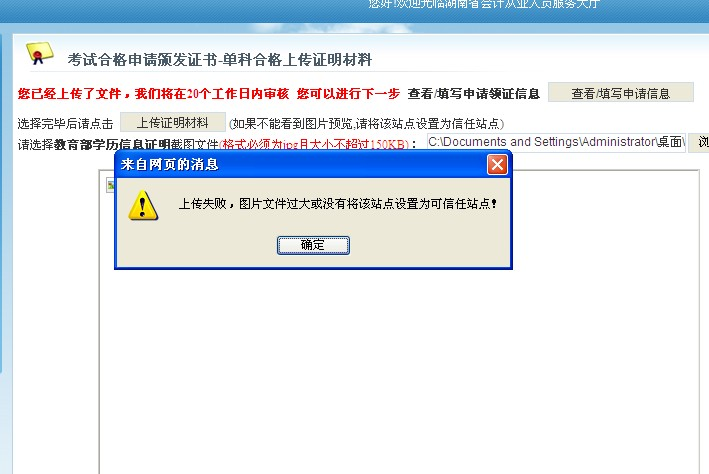 您好!欢迎光临湖南省会计从业人员服务大厅
考试合格申请颁发证书-单科合格上传证明材料
您已经上传了文件，我们将在20个工作日内审核 您可以进行下一步 查看/填写申请领证信息 查看/填写申请信息
选择完毕后请点击 上传证明材料 (如果不能看到图片预览,请将该站点设置为信任站点)
请选择教育部学历信息证明截图文件(格式必须为jpg且大小不超过150KB)： C:\Documents and Settings\Administrator\桌面\ 浏
来自网页的消息
上传失败，图片文件过大或没有将该站点设置为可信任站点!
确定